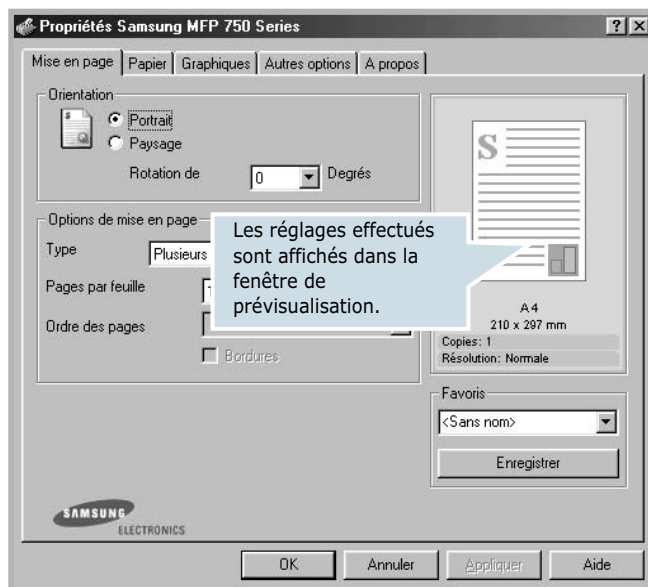 Propriétés Samsung MFP 750 Series
Mise en page
Papier
Graphiques
Autres options
A propos
Orientation
S
Portrait
Paysage
Rotation de
0
Degrés
Options de mise en page
Type
Plusieurs
Pages par feuille
Ordre des pages
Bordures
Les réglages effectués
sont affichés dans la
fenêtre de
prévisualisation.
S
A4
210 x 297 mm
Copies: 1
Résolution: Normale
Favoris
<Sans nom>
Enregistrer
SAMSUNG
ELECTRONICS
OK
Annuler
Appliquer
Aide